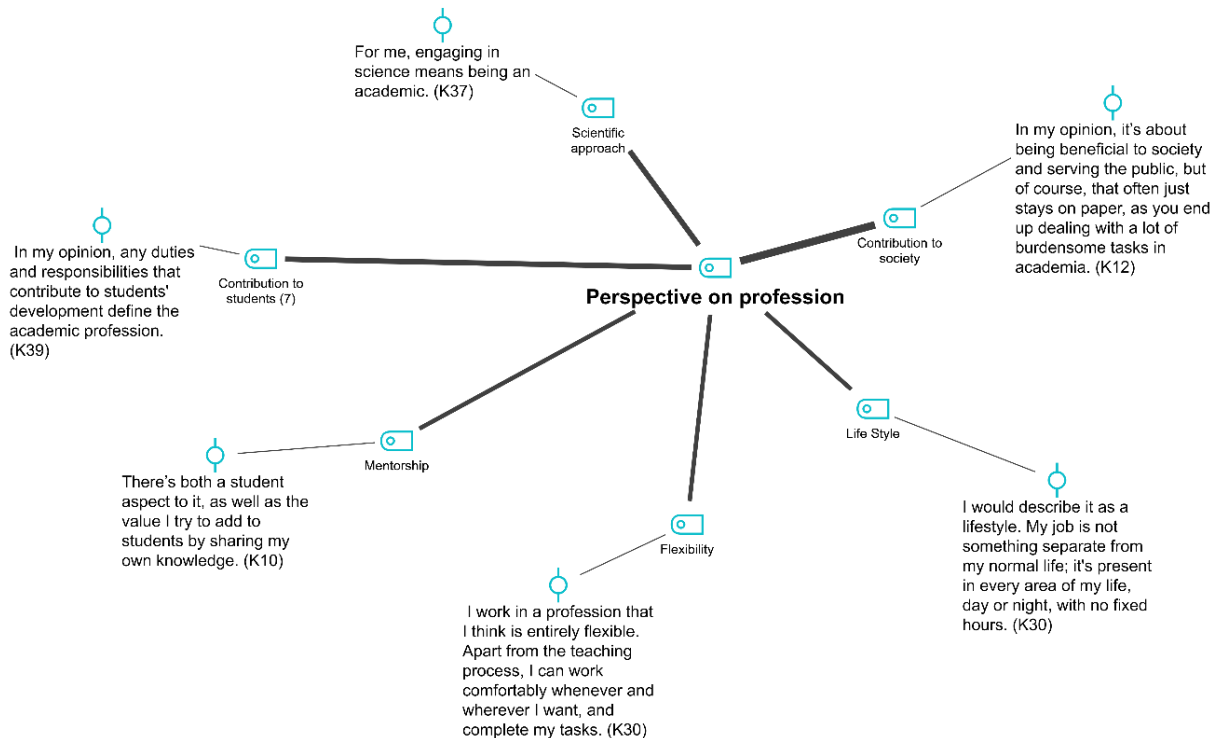 For me, engaging in
science means being an
academic. (K37)
Scientific
approach
In my opinion, it's about
being beneficial to society
and serving the public, but
of course, that often just
stays on paper, as you end
up dealing with a lot of
burdensome tasks in
academia. (K12)
Contribution to
society
In my opinion, any duties
and responsibilities that
contribute to students'
development define the
academic profession.
(K39)
Contribution to
students (7)
Perspective on profession
Life Style
Mentorship
There's both a student
aspect to it, as well as the
value I try to add to
students by sharing my
own knowledge. (K10)
Flexibility
I would describe it as a
lifestyle. My job is not
something separate from
my normal life; it's present
in every area of my life,
day or night, with no fixed
hours. (K30)
I work in a profession that
I think is entirely flexible.
Apart from the teaching
process, I can work
comfortably whenever and
wherever I want, and
complete my tasks. (K30)